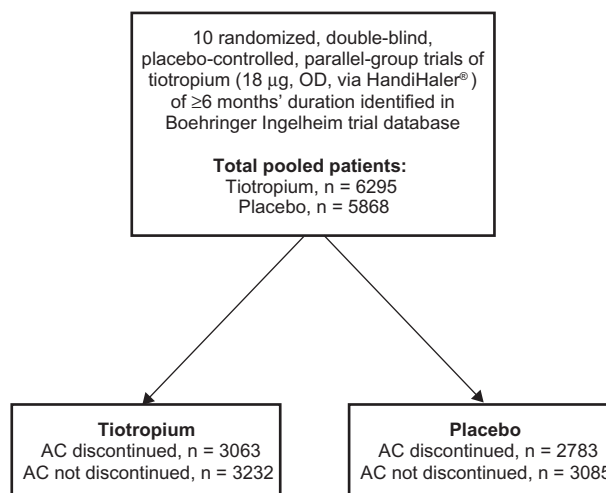 10 randomized, double-blind,
placebo-controlled, parallel-group trials of
tiotropium (18 μg, OD, via HandiHaler®)
of ≥6 months’ duration identified in
Boehringer Ingelheim trial database
Total pooled patients:
Tiotropium, n = 6295
Placebo, n = 5868
Tiotropium
AC discontinued, n = 3063
AC not discontinued, n = 3232
Placebo
AC discontinued, n = 2783
AC not discontinued, n = 3085